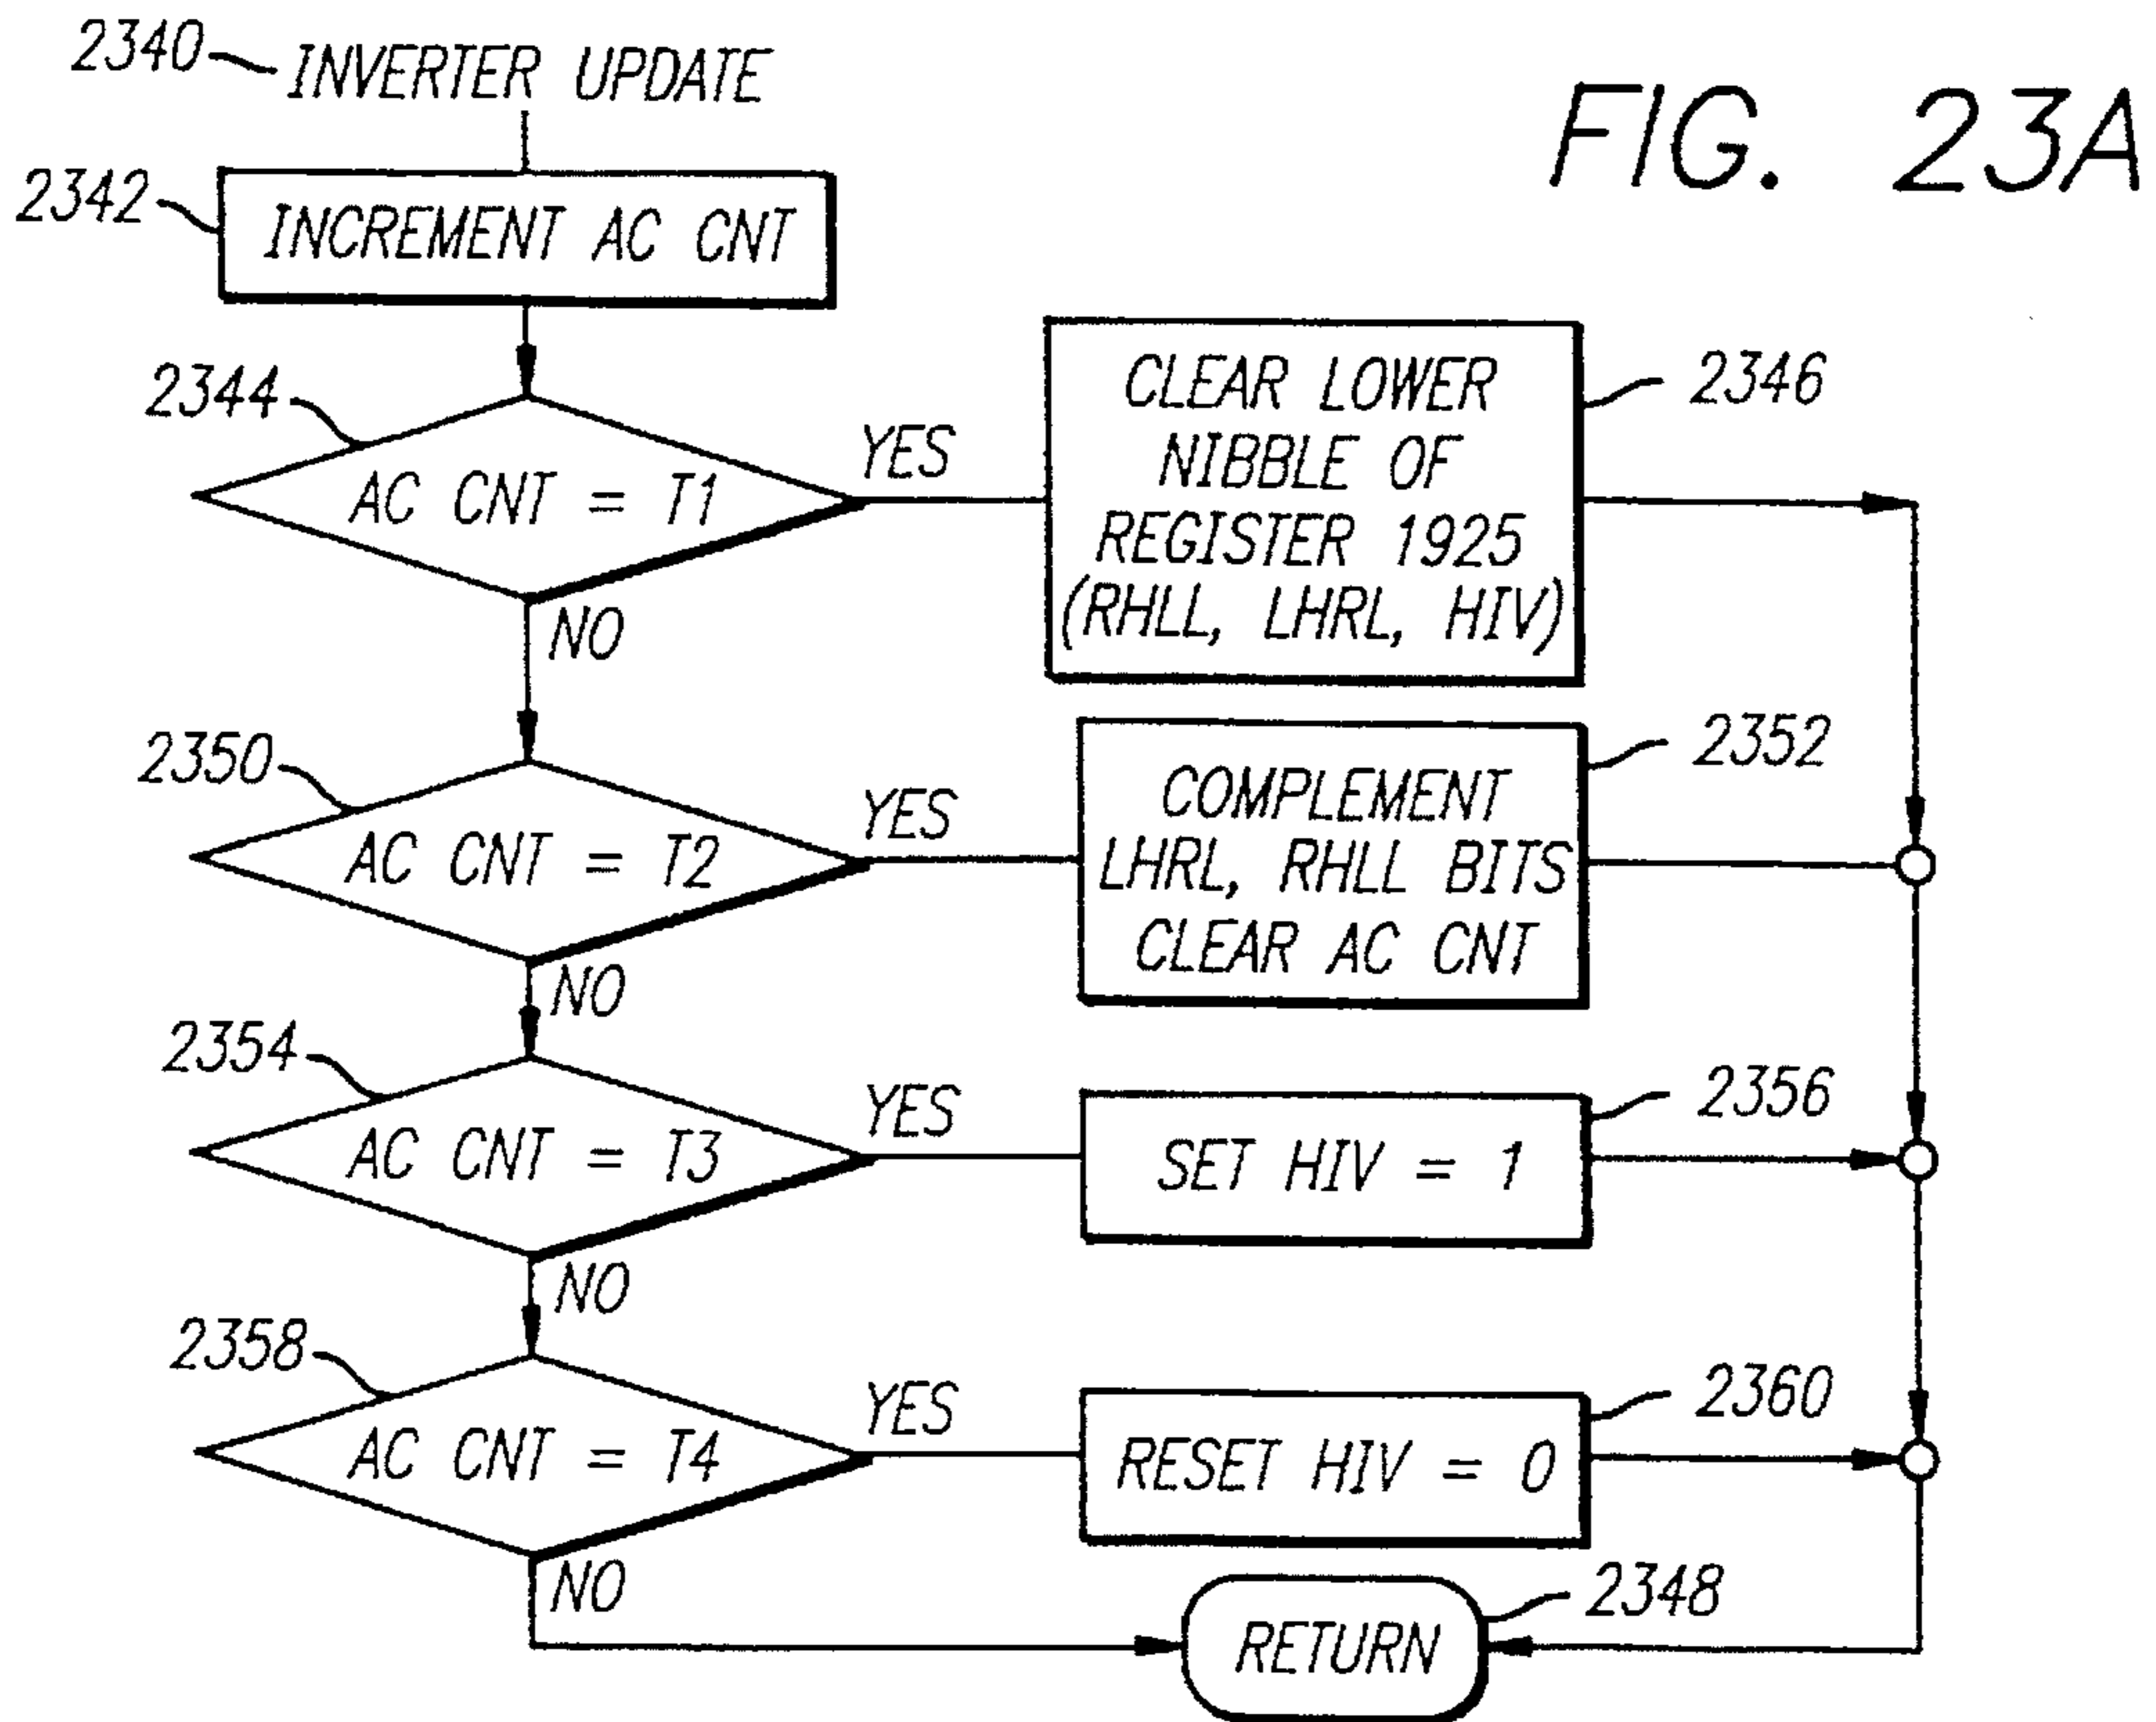 2340 INVERTER UPDATE
FIG. 23A
2342
INCREMENT AC CNT
2344
AC CNT = T1
YES
NO
CLEAR LOWER
NIBBLE OF
REGISTER 1925
(RHLL, LHRL, HIV)
2346
2350
AC CNT = T2
YES
NO
COMPLEMENT
LHRL, RHLL BITS
CLEAR AC CNT
2352
2354
AC CNT = T3
YES
NO
SET HIV = 1
2356
2358
AC CNT = T4
YES
NO
RESET HIV = 0
2360
RETURN
2348